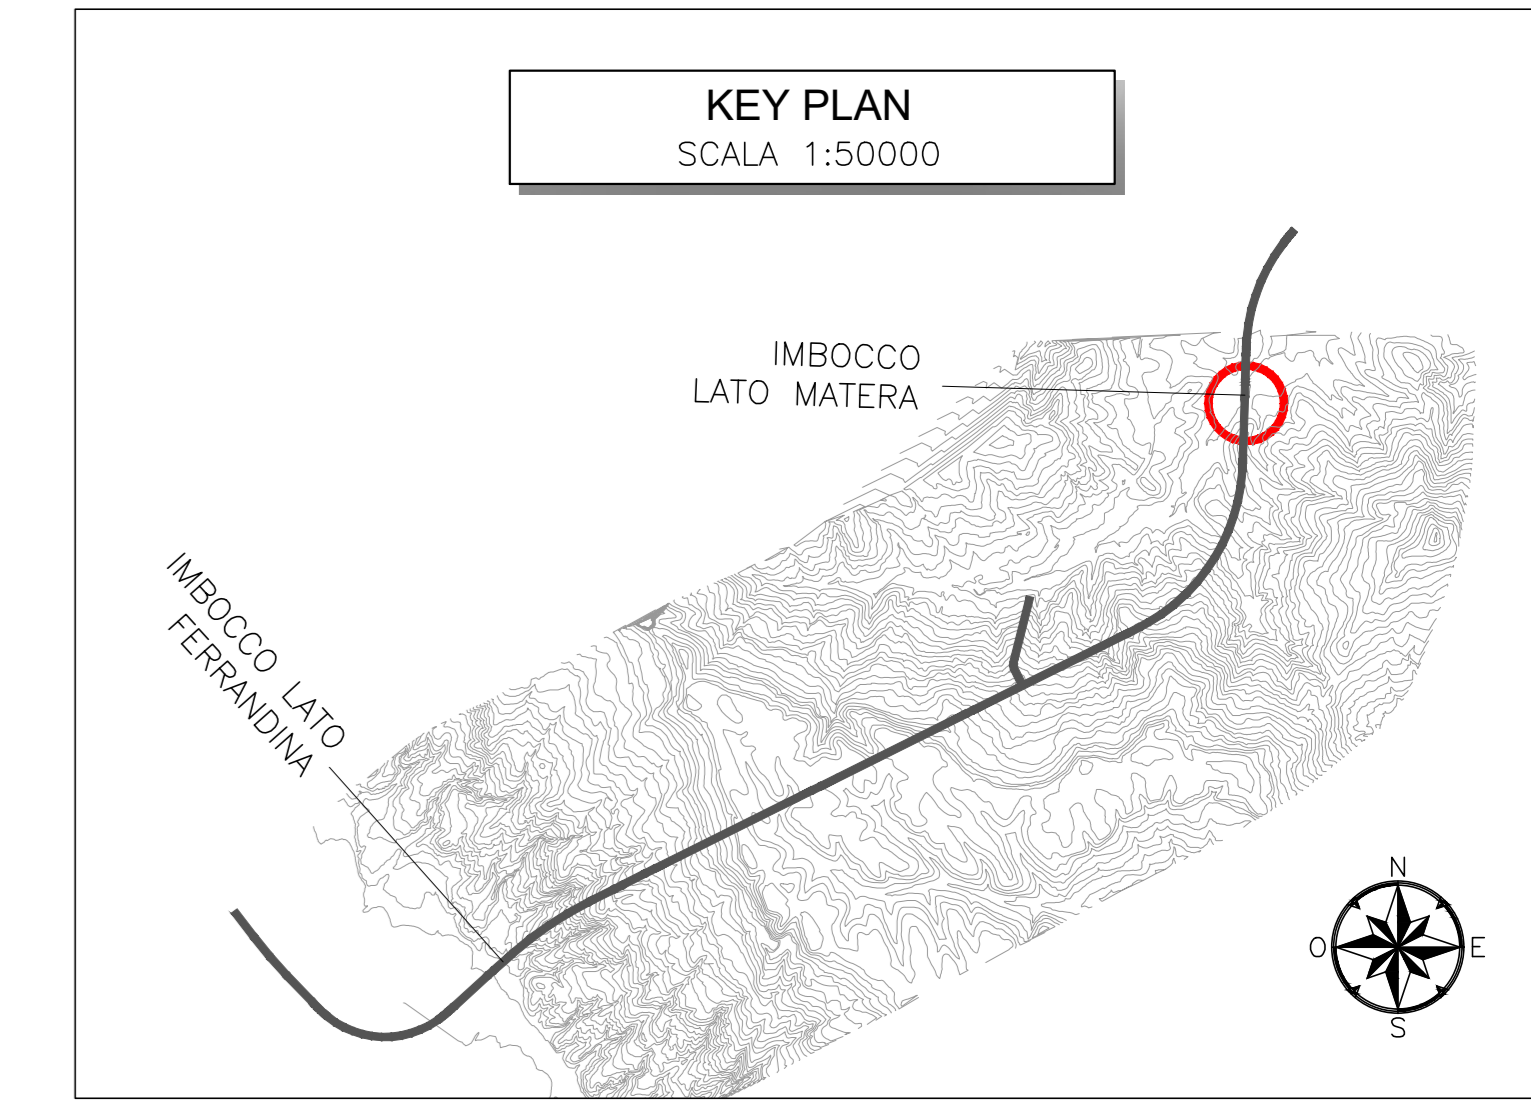 KEY PLAN
SCALA 1:50000
IMBOCCO
LATO MATERA
IMBOCCO LATO
FERRANDINA
N
O
E
S